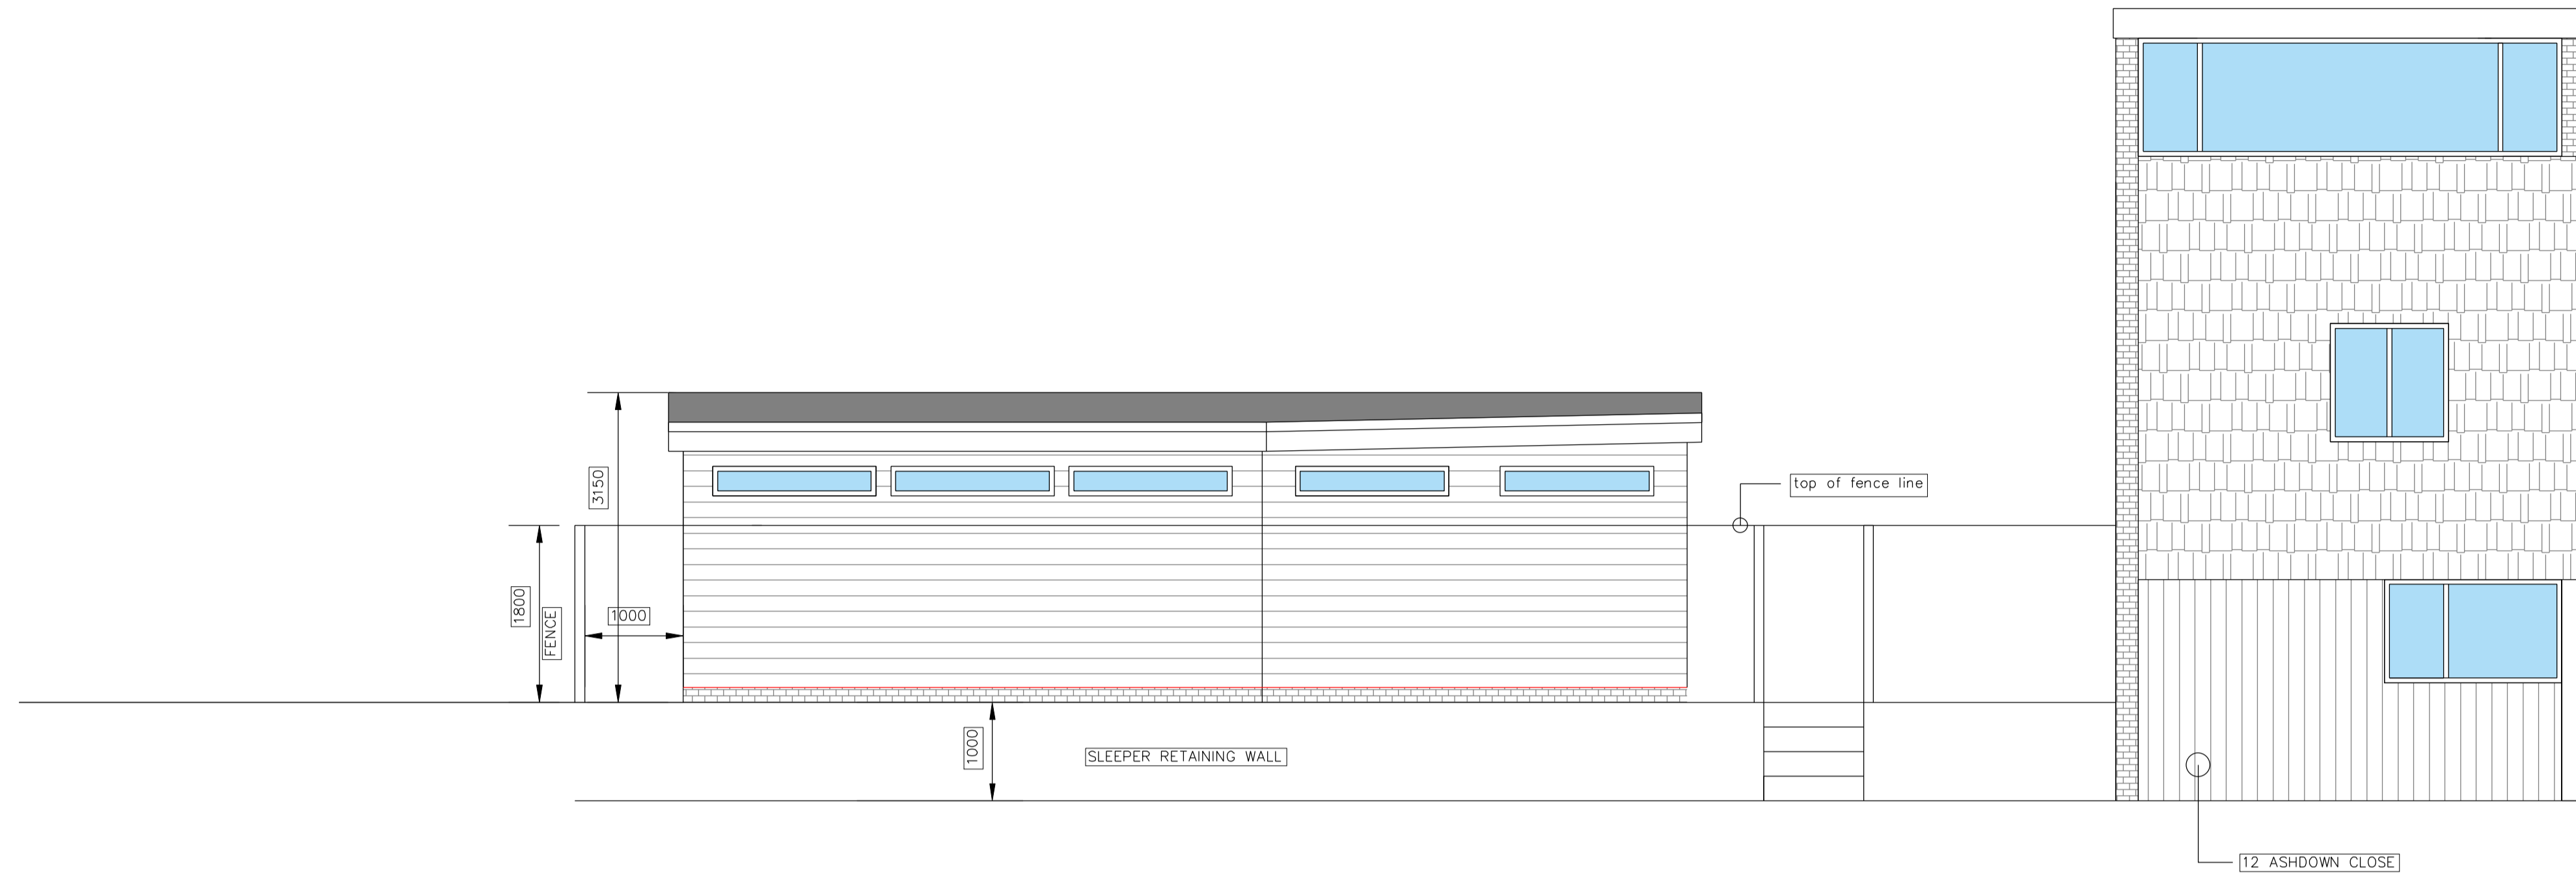 3150
top of fence line
1800
FENCE
1000
1000
SLEEPER RETAINING WALL
12 ASHDOWN CLOSE